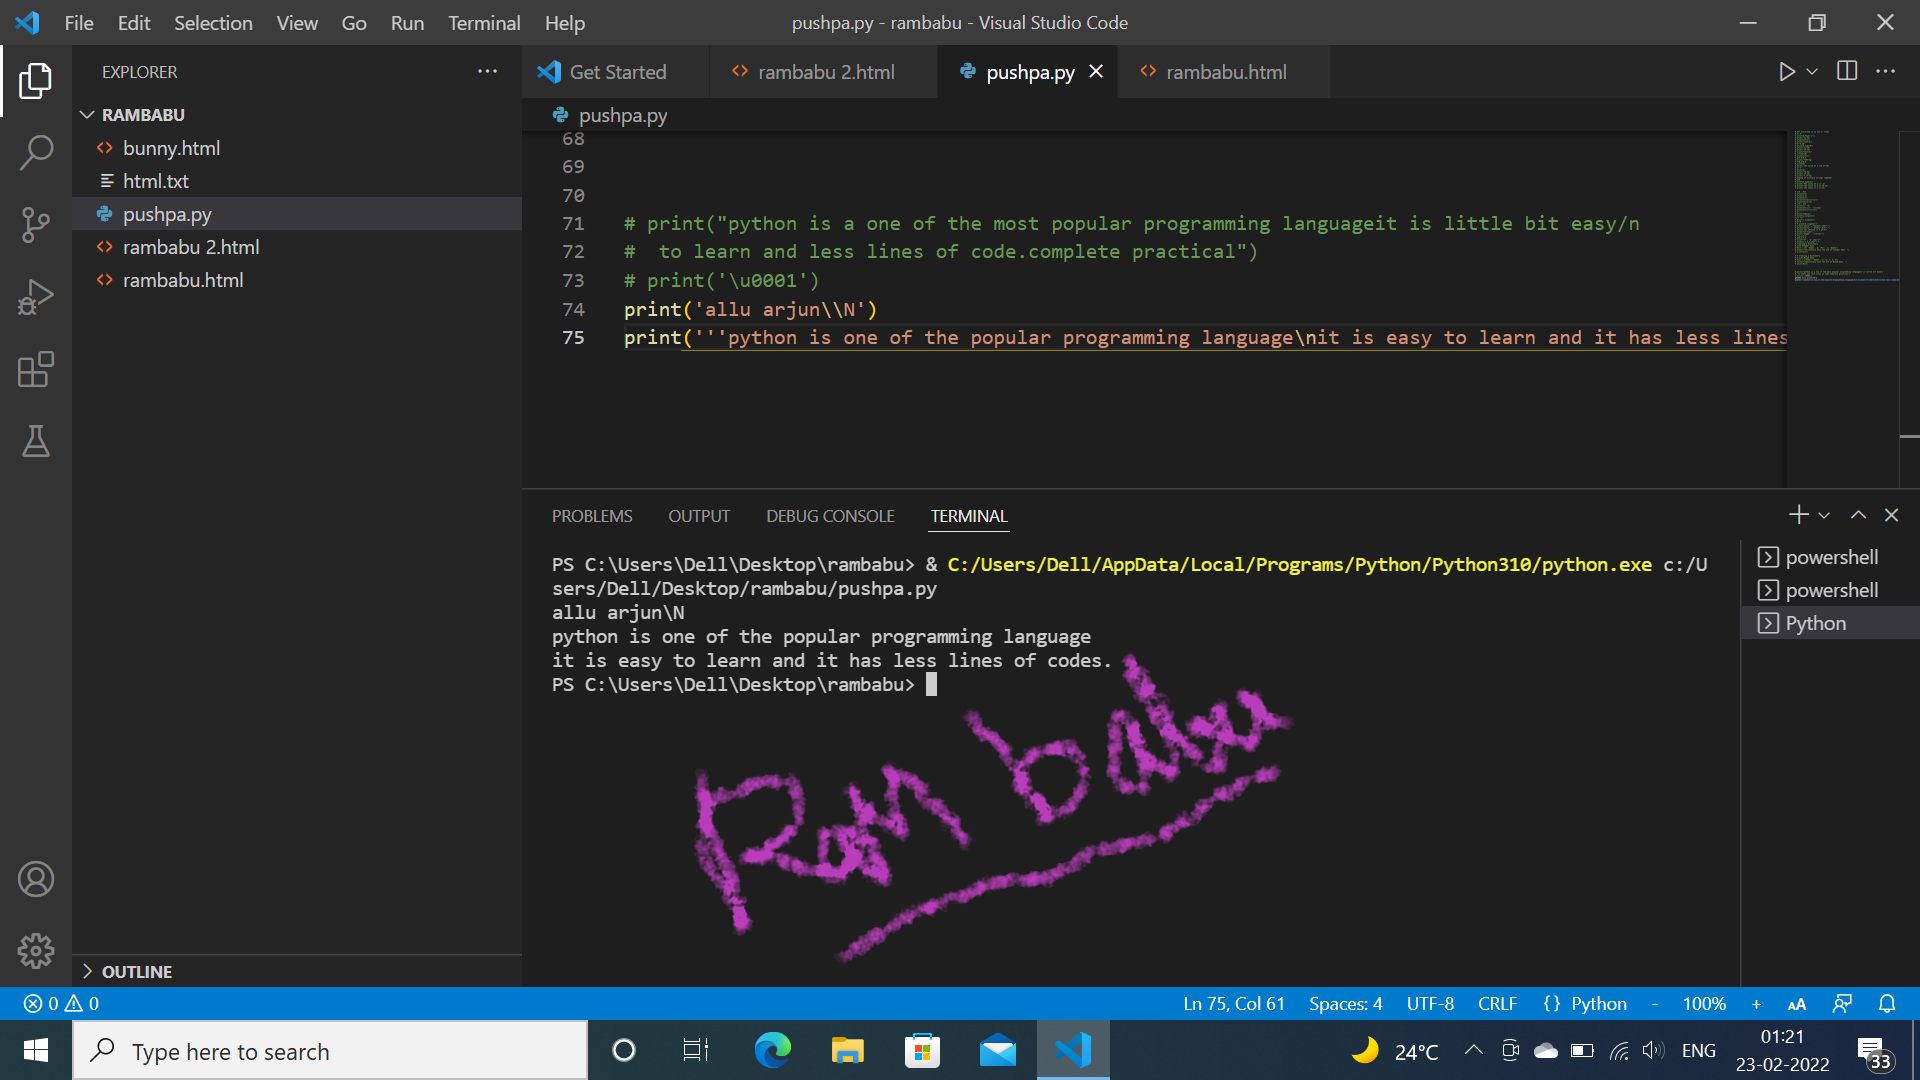 File Edit Selection View Go Run Terminal Help
pushpa.py - rambabu - Visual Studio Code
EXPLORER
RAMBABU
bunny.html
html.txt
pushpa.py
rambabu 2.html
rambabu.html
OUTLINE
Get Started rambabu 2.html pushpa.py rambabu.html
pushpa.py
68
69
70
71 # print("python is a one of the most popular programming languageit is little bit easy/n
72 #  to learn and less lines of code.complete practical")
73 # print('\u0001')
74 print('allu arjun\\N')
75 print('''python is one of the popular programming language\nit is easy to learn and it has less lines
PROBLEMS OUTPUT DEBUG CONSOLE TERMINAL
PS C:\Users\Dell\Desktop\rambabu> & C:/Users/Dell/AppData/Local/Programs/Python/Python310/python.exe c:/U
sers/Dell/Desktop/rambabu/pushpa.py
allu arjun\N
python is one of the popular programming language
it is easy to learn and it has less lines of codes.
PS C:\Users\Dell\Desktop\rambabu>
powershell
powershell
Python
Ram babu
0 0 Ln 75, Col 61 Spaces: 4 UTF-8 CRLF {} Python - 100% + AA
Type here to search
24°C ENG
01:21
23-02-2022
33